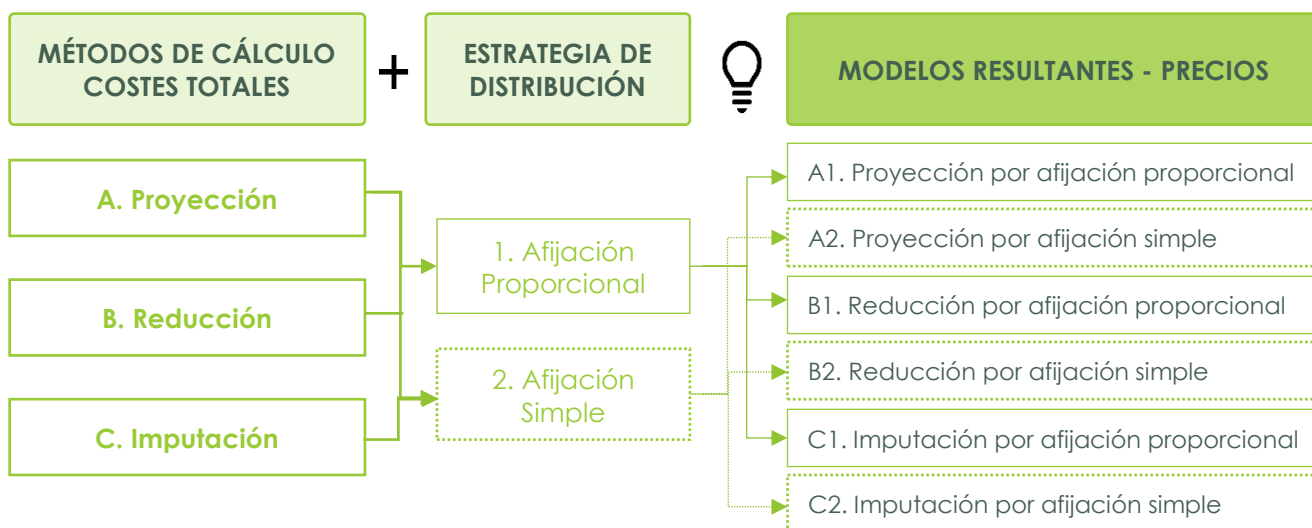 MÉTODOS DE CÁLCULO
COSTES TOTALES
+
ESTRATEGIA DE
DISTRIBUCIÓN
MODELOS RESULTANTES - PRECIOS
A. Proyección
B. Reducción
C. Imputación
1. Afijación
Proporcional
2. Afijación
Simple
A1. Proyección por afijación proporcional
A2. Proyección por afijación simple
B1. Reducción por afijación proporcional
B2. Reducción por afijación simple
C1. Imputación por afijación proporcional
C2. Imputación por afijación simple